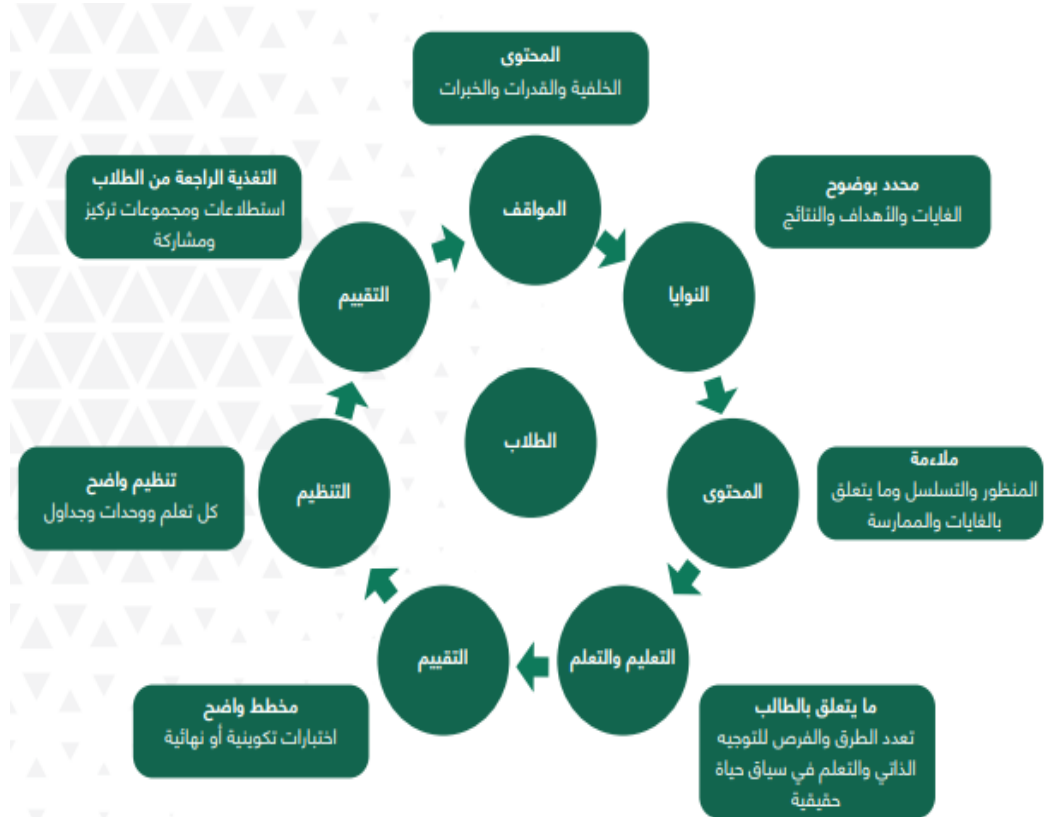 المحتوى
الخلفية والقدرات والخبرات
المواقف
محدد بوضوح
الغايات والأهداف والنتائج
النوايا
ملاءمة
المنظور والتسلسل وما يتعلق
بالغايات والممارسة
المحتوى
ما يتعلق بالطالب
تعدد الطرق والفرص للتوجيه
الذاتي والتعلم في سياق حياة
حقيقية
التعليم والتعلم
مخطط واضح
اختبارات تكوينية أو نهائية
التقييم
تنظيم واضح
كل تعلم ووحدات وجداول
التنظيم
التغذية الراجعة من الطلاب
استطلاعات ومجموعات تركيز
ومشاركة
التقييم
الطلاب